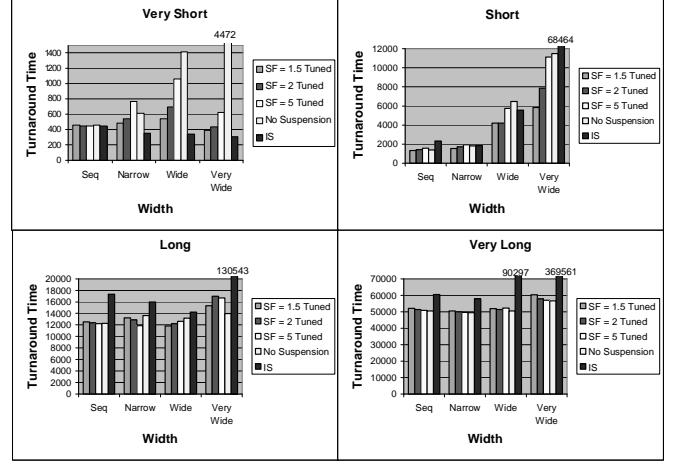 Very Short
4472
Turnaround Time
1400
1200
1000
800
600
400
200
0
Seq Narrow Wide Very Wide
Width
SF = 1.5 Tuned
SF = 2 Tuned
SF = 5 Tuned
No Suspension
IS
Short
68464
Turnaround Time
12000
10000
8000
6000
4000
2000
0
Seq Narrow Wide Very Wide
Width
SF = 1.5 Tuned
SF = 2 Tuned
SF = 5 Tuned
No Suspension
IS
Long
130543
Turnaround Time
20000
18000
16000
14000
12000
10000
8000
6000
4000
2000
0
Seq Narrow Wide Very Wide
Width
SF = 1.5 Tuned
SF = 2 Tuned
SF = 5 Tuned
No Suspension
IS
Very Long
90297 369561
Turnaround Time
70000
60000
50000
40000
30000
20000
10000
0
Seq Narrow Wide Very Wide
Width
SF = 1.5 Tuned
SF = 2 Tuned
SF = 5 Tuned
No Suspension
IS